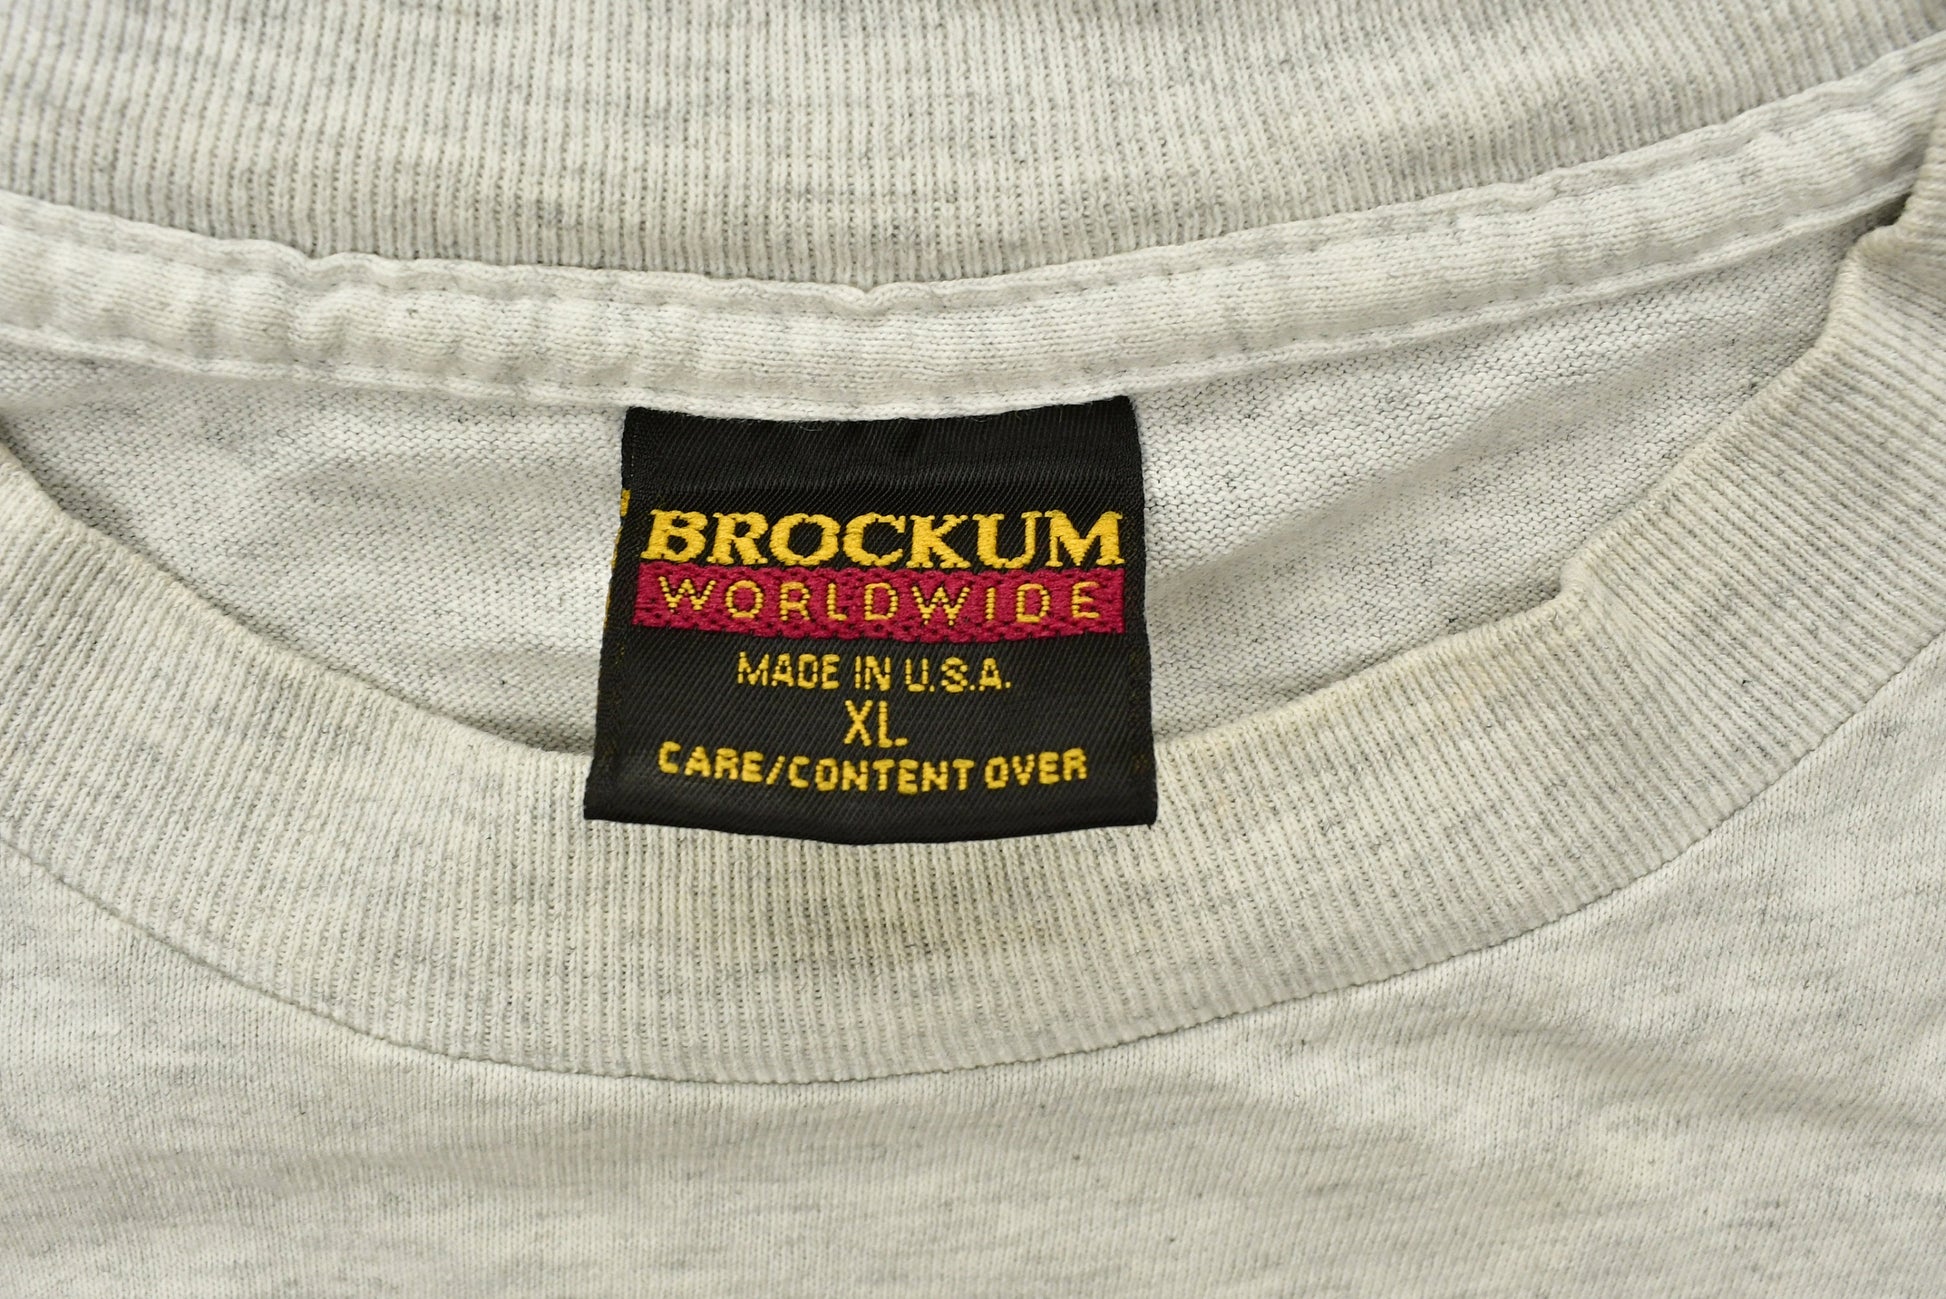 BROCKUM
WORLDWIDE
MADE IN U.S.A.
XL
CARE/CONTENT OVER